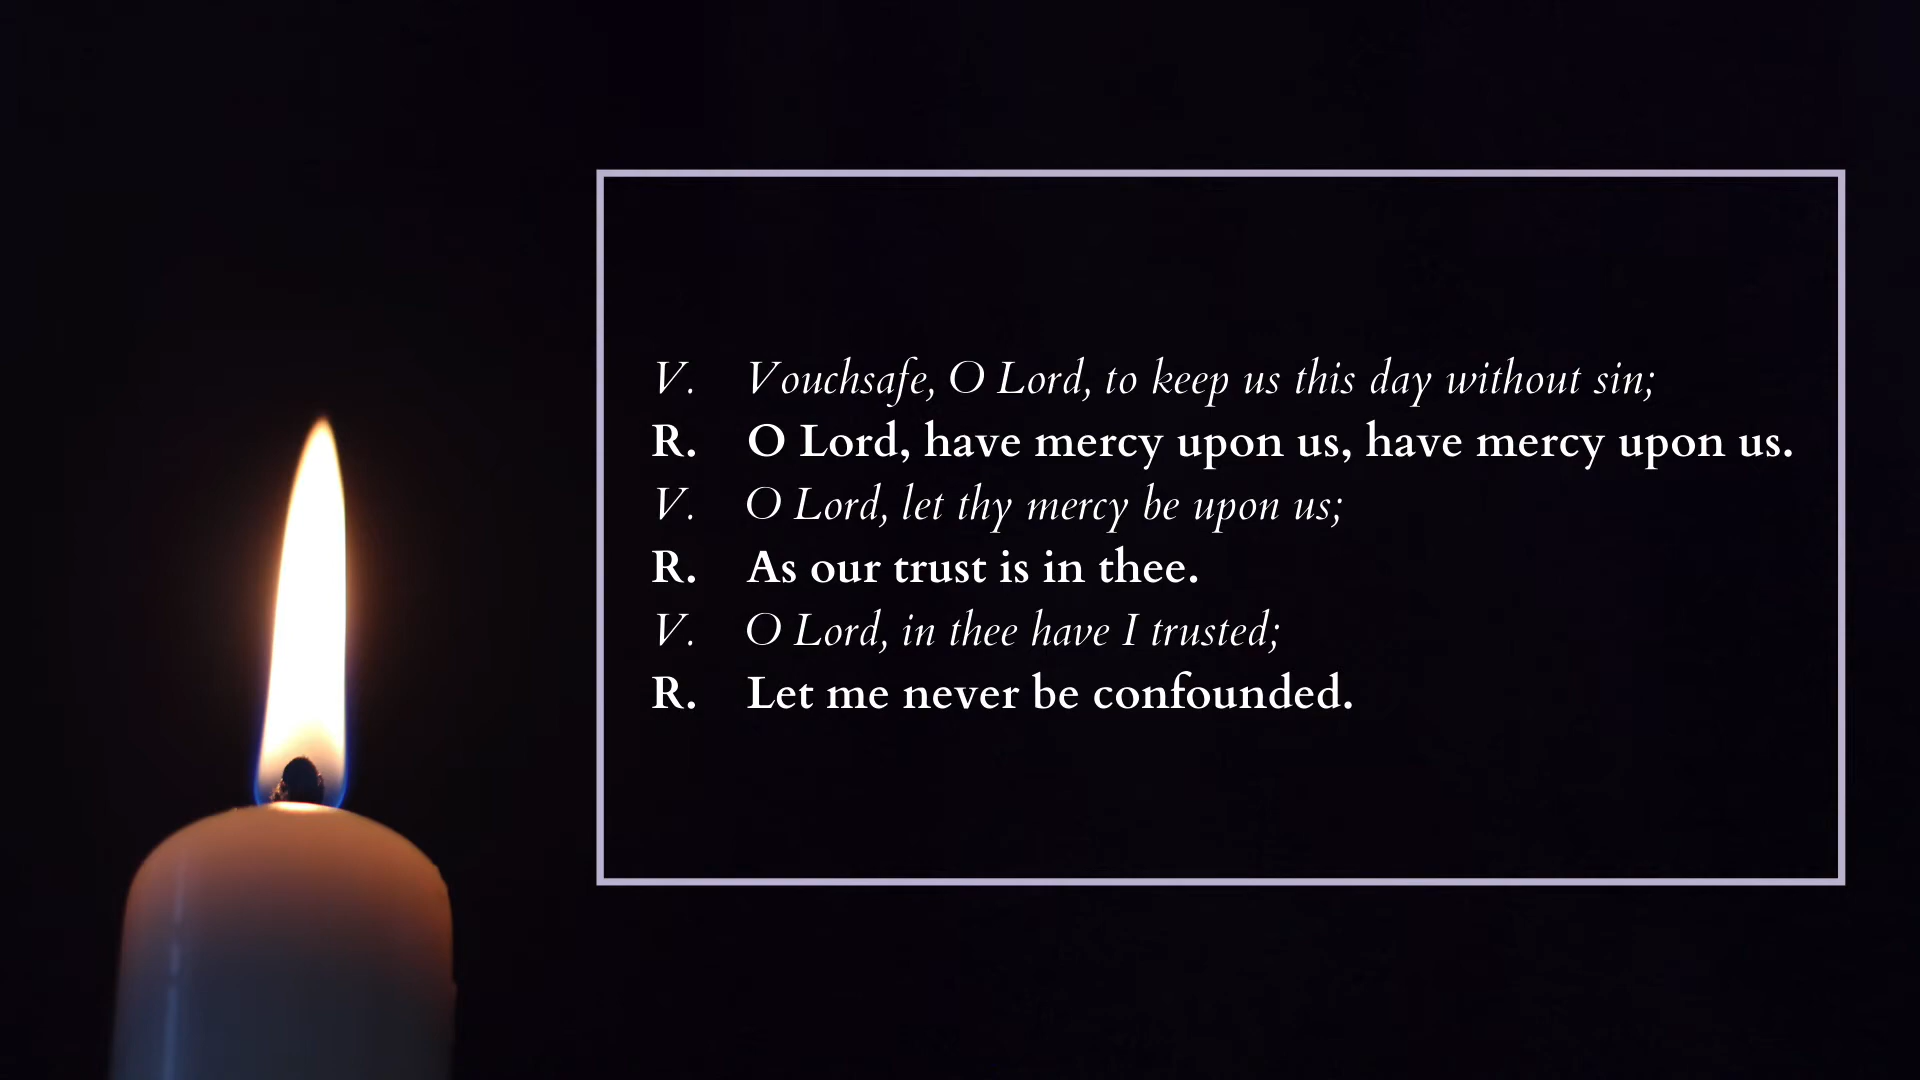 V. Vouchsafe, O Lord, to keep us this day without sin;
R. O Lord, have mercy upon us, have mercy upon us.
V. O Lord, let thy mercy be upon us;
R. As our trust is in thee.
V. O Lord, in thee have I trusted;
R. Let me never be confounded.